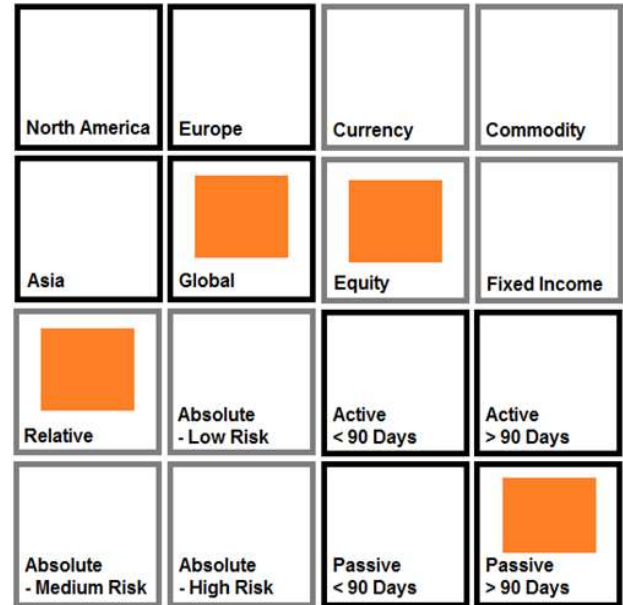 North America
Europe
Currency
Commodity
Asia
Global
Equity
Fixed Income
Relative
Absolute
- Low Risk
Active
< 90 Days
Active
> 90 Days
Absolute
- Medium Risk
Absolute
- High Risk
Passive
< 90 Days
Passive
> 90 Days